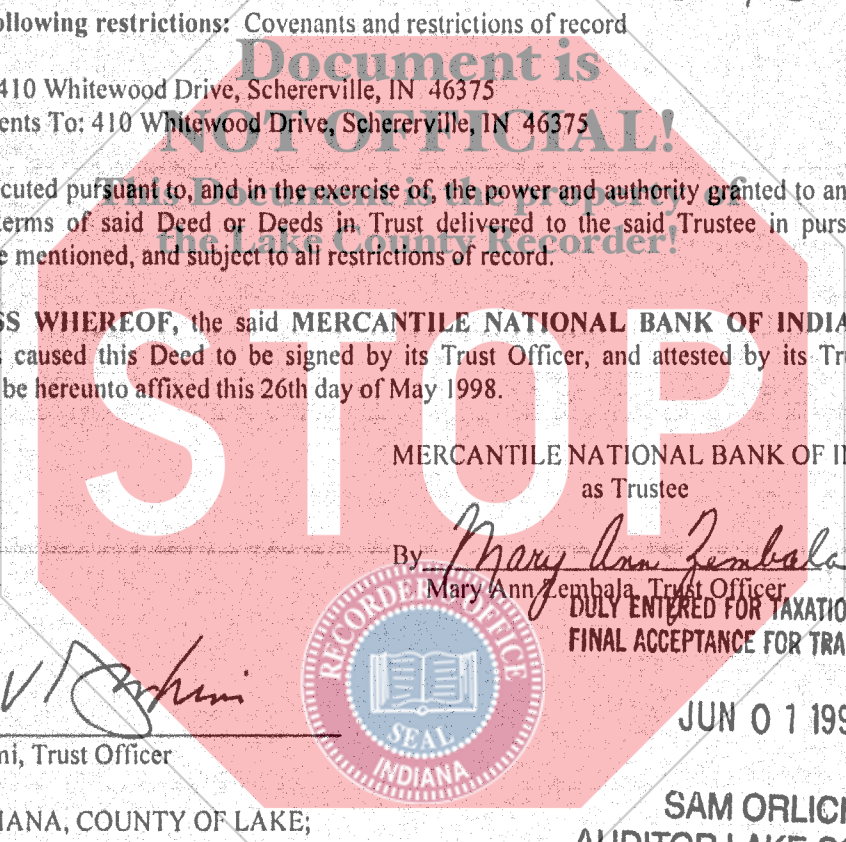 ollowing restrictions: Covenants and restrictions of record
Document is
410 Whitewood Drive, Schererville, IN 46375
ents To: 410 Whitewood Drive, Schererville, IN 46375
NOT OFFICIAL!
cuted pursuant to, and in the exercise of, the power and authority granted to an
This Document is the property of
terms of said Deed or Deeds in Trust delivered to the said Trustee in purs
the Lake County Recorder!
e mentioned, and subject to all restrictions of record.
SS WHEREOF, the said MERCANTILE NATIONAL BANK OF INDIA
s caused this Deed to be signed by its Trust Officer, and attested by its Tru
be hereunto affixed this 26th day of May 1998.
STOP
MERCANTILE NATIONAL BANK OF IN
as Trustee
By Mary Ann Zembala
Mary Ann Zembala, Trust Officer
DULY ENTERED FOR TAXATIO
FINAL ACCEPTANCE FOR TRA
RECORDER'S OFFICE
SEAL
INDIANA
JUN 01 199
ni, Trust Officer
SAM ORLICH
IANA, COUNTY OF LAKE;
AUDITOR LAKE CO